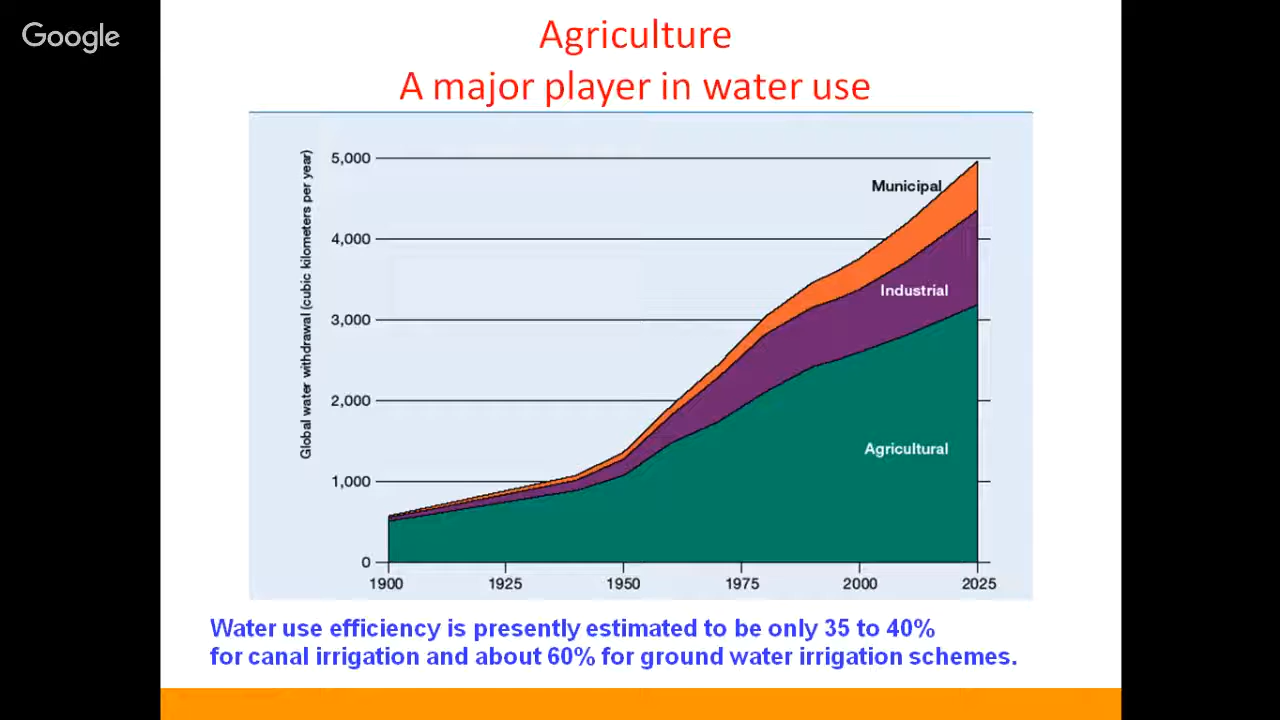 Google
Agriculture
A major player in water use
Global water withdrawal (cubic kilometers per year)
5,000
4,000
3,000
2,000
1,000
0
Municipal
Industrial
Agricultural
1900 1925 1950 1975 2000 2025
Water use efficiency is presently estimated to be only 35 to 40%
for canal irrigation and about 60% for ground water irrigation schemes.